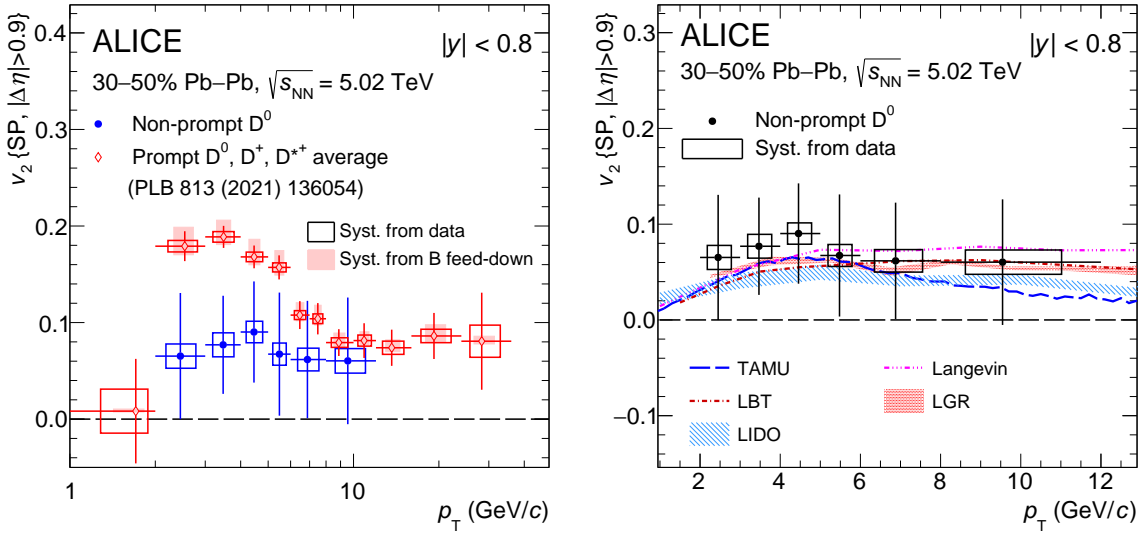 ALICE
|y| < 0.8
30–50% Pb–Pb, √s_NN = 5.02 TeV
Non-prompt D⁰
Prompt D⁰, D⁺, D*⁺ average
(PLB 813 (2021) 136054)
Syst. from data
Syst. from B feed-down
v₂ {SP, |Δη|>0.9}
0.4
0.3
0.2
0.1
0.0
1
10
p_T (GeV/c)
ALICE
|y| < 0.8
30–50% Pb–Pb, √s_NN = 5.02 TeV
Non-prompt D⁰
Syst. from data
v₂ {SP, |Δη|>0.9}
0.3
0.2
0.1
0.0
−0.1
TAMU
Langevin
LBT
LGR
LIDO
2
4
6
8
10
12
p_T (GeV/c)